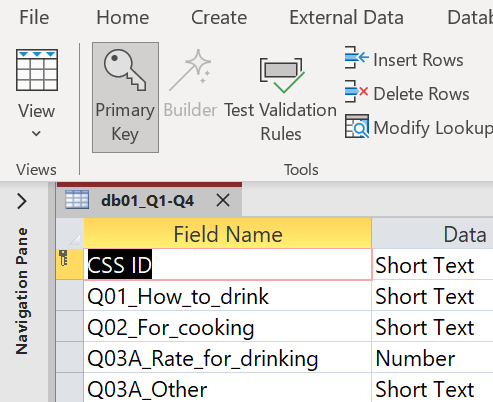 File Home Create External Data Datab
View Primary Key Builder Test Validation Rules
Insert Rows
Delete Rows
Modify Lookup
Views Tools
db01_Q1-Q4
Navigation Pane
Field Name Data
CSS ID Short Text
Q01_How_to_drink Short Text
Q02_For_cooking Short Text
Q03A_Rate_for_drinking Number
Q03A_Other Short Text